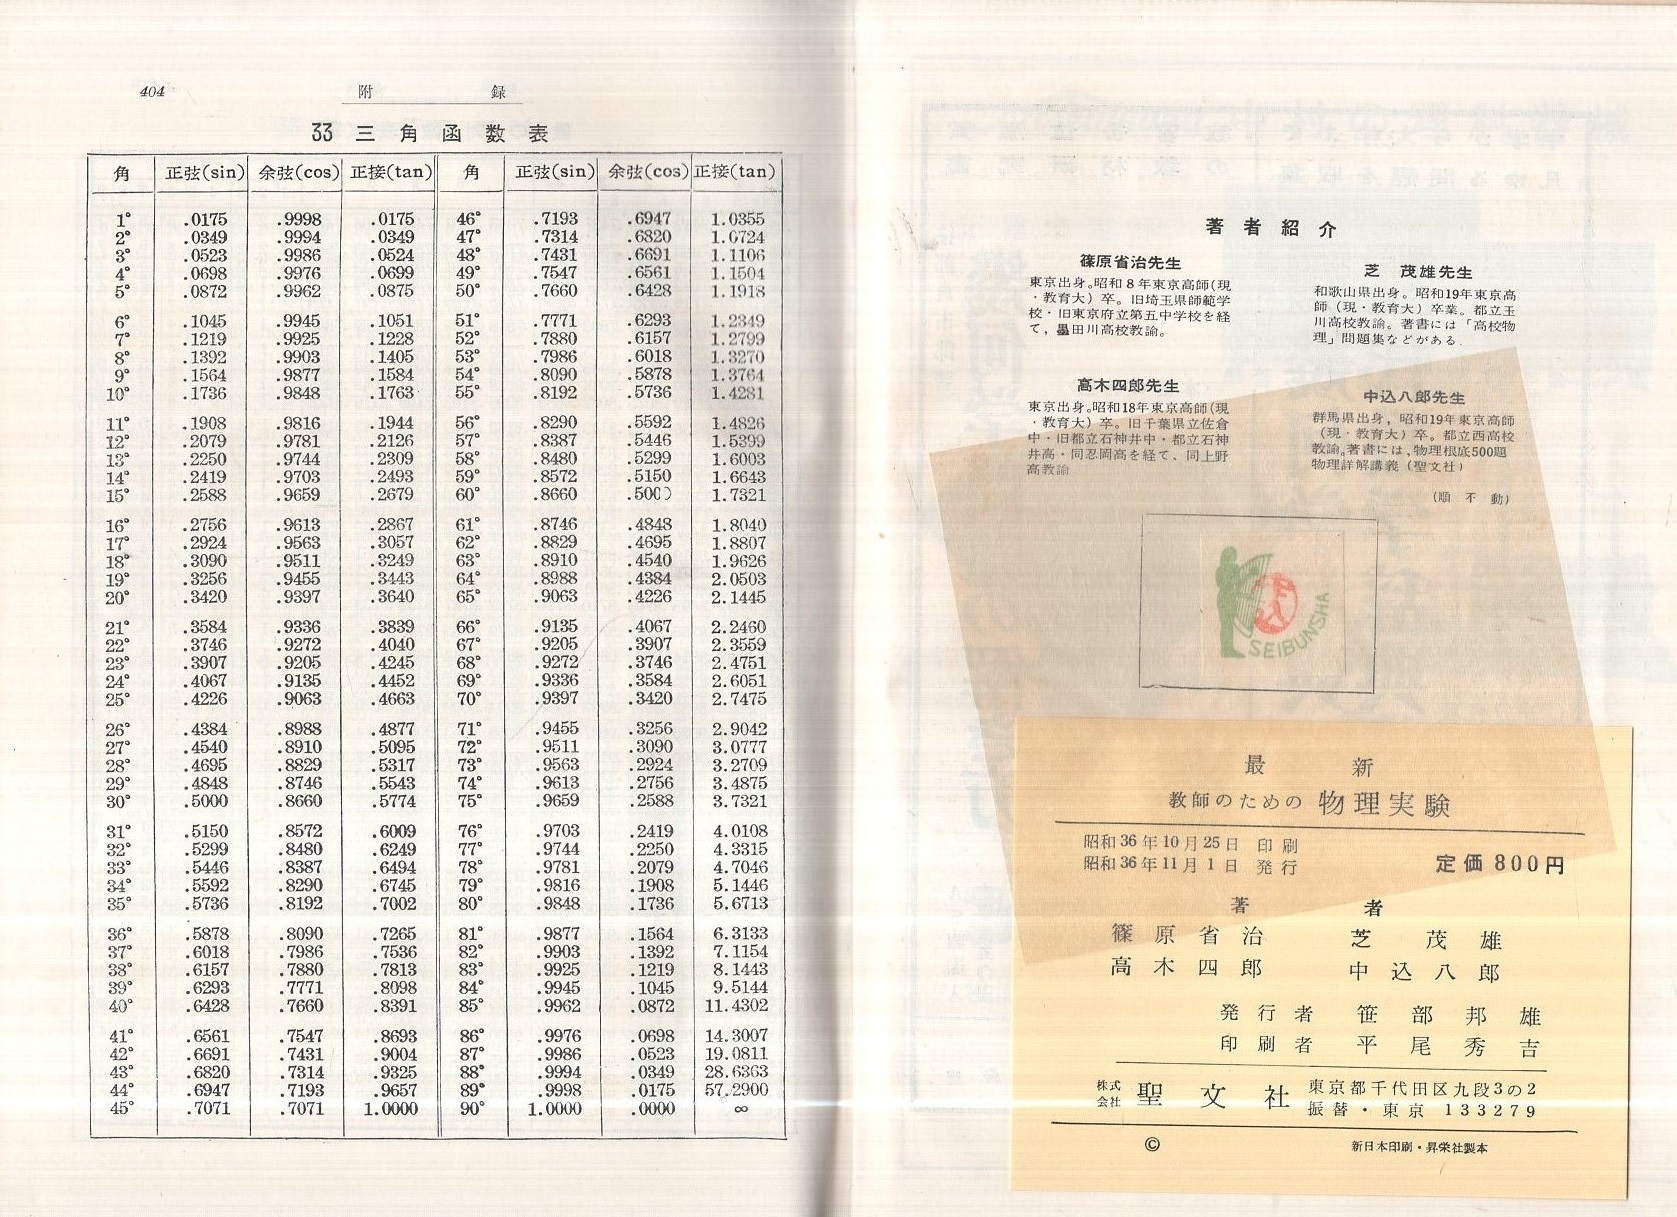 404 附 録
33 三角函数表
角 正弦(sin) 余弦(cos) 正接(tan) 角 正弦(sin) 余弦(cos) 正接(tan)
1° .0175 .9998 .0175 46° .7193 .6947 1.0355
2° .0349 .9994 .0349 47° .7314 .6820 1.0724
3° .0523 .9986 .0524 48° .7431 .6691 1.1106
4° .0698 .9976 .0699 49° .7547 .6561 1.1504
5° .0872 .9962 .0875 50° .7660 .6428 1.1918
6° .1045 .9945 .1051 51° .7771 .6293 1.2349
7° .1219 .9925 .1228 52° .7880 .6157 1.2799
8° .1392 .9903 .1405 53° .7986 .6018 1.3270
9° .1564 .9877 .1584 54° .8090 .5878 1.3764
10° .1736 .9848 .1763 55° .8192 .5736 1.4281
11° .1908 .9816 .1944 56° .8290 .5592 1.4826
12° .2079 .9781 .2126 57° .8387 .5446 1.5399
13° .2250 .9744 .2309 58° .8480 .5299 1.6003
14° .2419 .9703 .2493 59° .8572 .5150 1.6643
15° .2588 .9659 .2679 60° .8660 .5000 1.7321
16° .2756 .9613 .2867 61° .8746 .4848 1.8040
17° .2924 .9563 .3057 62° .8829 .4695 1.8807
18° .3090 .9511 .3249 63° .8910 .4540 1.9626
19° .3256 .9455 .3443 64° .8988 .4384 2.0503
20° .3420 .9397 .3640 65° .9063 .4226 2.1445
21° .3584 .9336 .3839 66° .9135 .4067 2.2460
22° .3746 .9272 .4040 67° .9205 .3907 2.3559
23° .3907 .9205 .4245 68° .9272 .3746 2.4751
24° .4067 .9135 .4452 69° .9336 .3584 2.6051
25° .4226 .9063 .4663 70° .9397 .3420 2.7475
26° .4384 .8988 .4877 71° .9455 .3256 2.9042
27° .4540 .8910 .5095 72° .9511 .3090 3.0777
28° .4695 .8829 .5317 73° .9563 .2924 3.2709
29° .4848 .8746 .5543 74° .9613 .2756 3.4875
30° .5000 .8660 .5774 75° .9659 .2588 3.7321
31° .5150 .8572 .6009 76° .9703 .2419 4.0108
32° .5299 .8480 .6249 77° .9744 .2250 4.3315
33° .5446 .8387 .6494 78° .9781 .2079 4.7046
34° .5592 .8290 .6745 79° .9816 .1908 5.1446
35° .5736 .8192 .7002 80° .9848 .1736 5.6713
36° .5878 .8090 .7265 81° .9877 .1564 6.3133
37° .6018 .7986 .7536 82° .9903 .1392 7.1154
38° .6157 .7880 .7813 83° .9925 .1219 8.1443
39° .6293 .7771 .8098 84° .9945 .1045 9.5144
40° .6428 .7660 .8391 85° .9962 .0872 11.4302
41° .6561 .7547 .8693 86° .9976 .0698 14.3007
42° .6691 .7431 .9004 87° .9986 .0523 19.0811
43° .6820 .7314 .9325 88° .9994 .0349 28.6363
44° .6947 .7193 .9657 89° .9998 .0175 57.2900
45° .7071 .7071 1.0000 90° 1.0000 .0000 ∞
著者紹介
篠原省治先生
東京出身。昭和8年東京高師(現
・教育大)卒。旧埼玉県師範学
校・旧東京府立第五中学校を経
て，墨田川高校教諭。
芝 茂雄先生
和歌山県出身。昭和19年東京高
師（現・教育大）卒業。都立玉
川高校教諭。著書には「高校物
理」問題集などがある.
高木四郎先生
東京出身。昭和18年東京高師(現
・教育大)卒。旧千葉県立佐倉
中・旧都立石神井中・都立石神
井高・同忍岡高を経て、同上野
高教諭
中込八郎先生
群馬県出身，昭和19年東京高師
（現・教育大）卒。都立西高校
教諭。著書には,物理根底500題
物理詳解講義（聖文社）
(順不動)
SEIBUNSHA
最新
教師のための物理実験
昭和36年10月25日 印刷
昭和36年11月1日 発行
定価800円
著者
篠原省治 芝茂雄
高木四郎 中込八郎
発行者 笹部邦雄
印刷者 平尾秀吉
株式会社 聖文社 東京都千代田区九段3の2
振替・東京 133279
© 新日本印刷・昇栄社製本